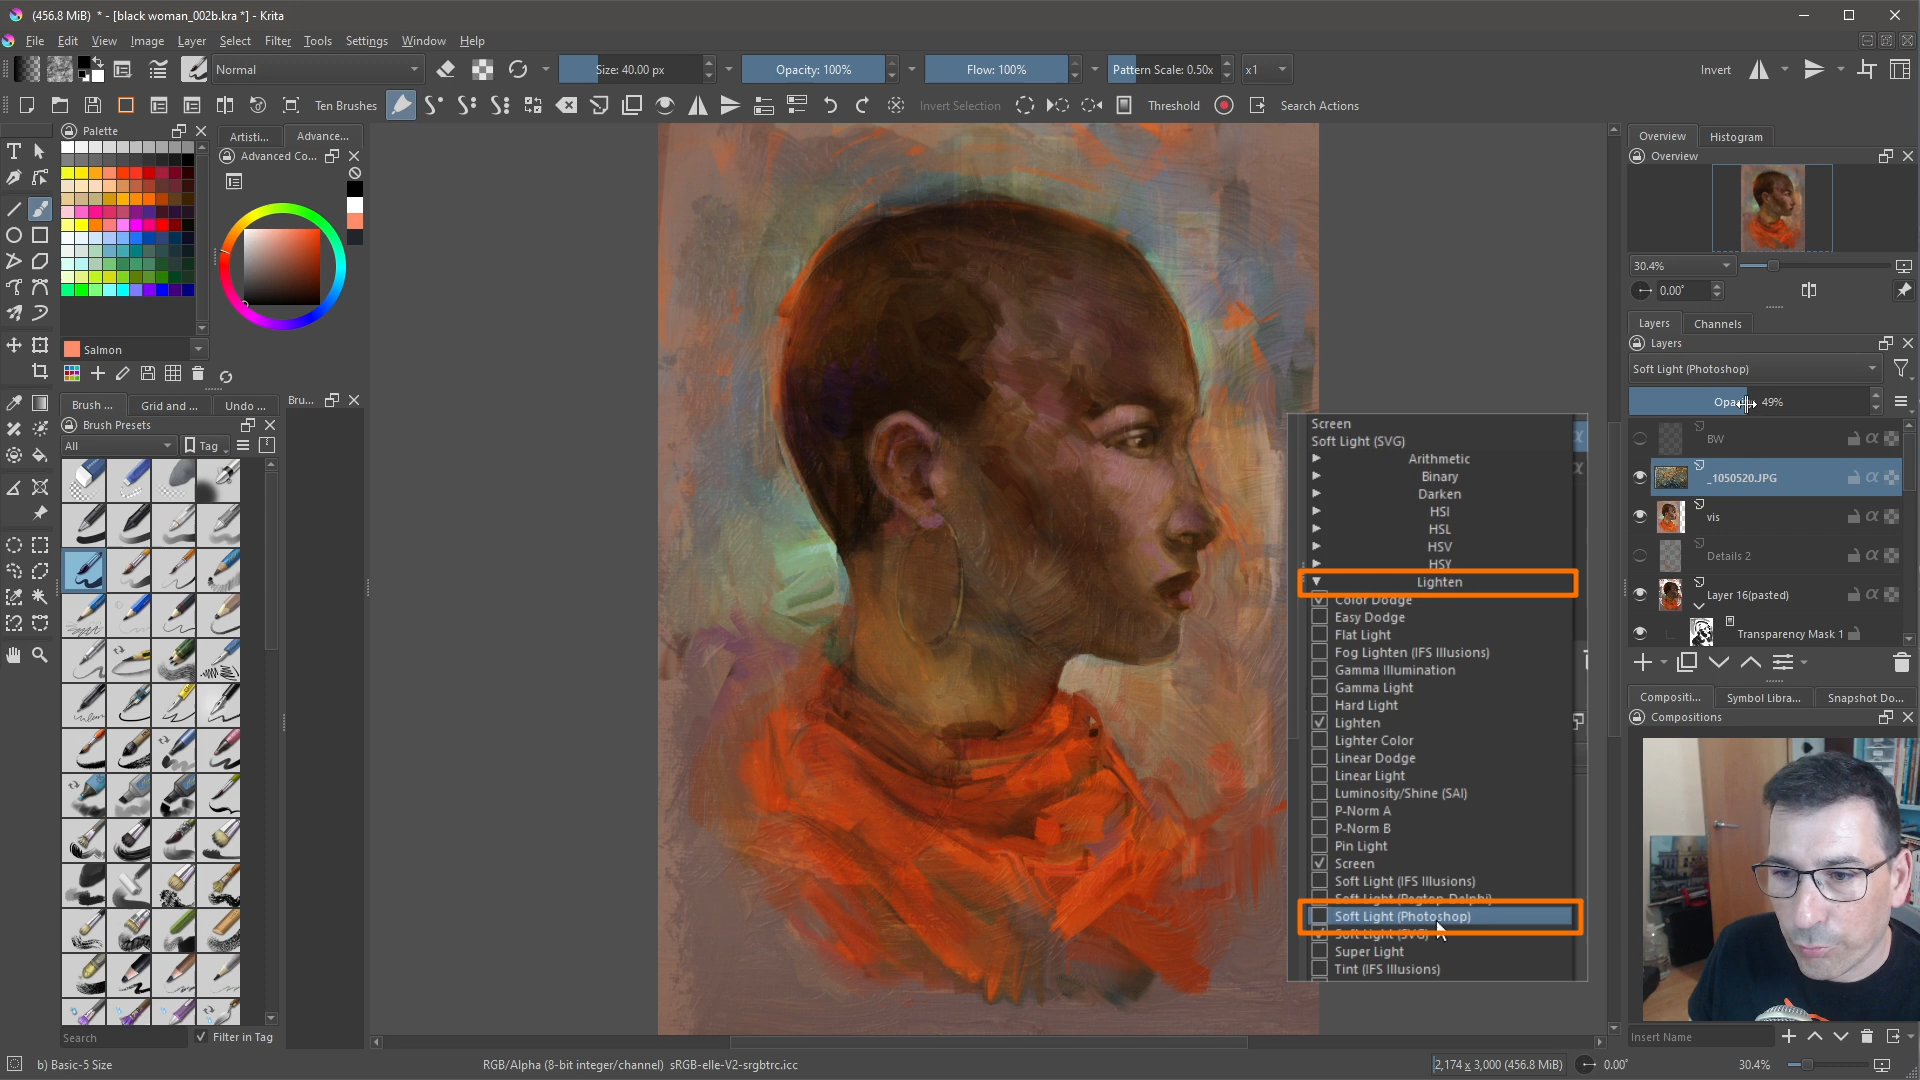 (456.8 MiB) * - [black woman_002b.kra *] - Krita
File Edit View Image Layer Select Filter Tools Settings Window Help
Normal
Size: 40.00 px
Opacity: 100%
Flow: 100%
Pattern Scale: 0.50x
x1
Invert
Ten Brushes
Invert Selection
Threshold
Search Actions
Palette
Salmon
Artisti...
Advance...
Advanced Co...
Brush ...
Grid and ...
Undo ...
Bru...
Brush Presets
All
Tag
Search
Filter in Tag
Screen
Soft Light (SVG)
Arithmetic
Binary
Darken
HSI
HSL
HSV
HSY
Lighten
Color Dodge
Easy Dodge
Flat Light
Fog Lighten (IFS Illusions)
Gamma Illumination
Gamma Light
Hard Light
Lighten
Lighter Color
Linear Dodge
Linear Light
Luminosity/Shine (SAI)
P-Norm A
P-Norm B
Pin Light
Screen
Soft Light (IFS Illusions)
Soft Light (Pegtop-Delphi)
Soft Light (Photoshop)
Soft Light (SVG)
Super Light
Tint (IFS Illusions)
Overview
Histogram
Overview
30.4%
0.00°
Layers
Channels
Layers
Soft Light (Photoshop)
49%
BW
_1050520.JPG
vis
Details 2
Layer 16(pasted)
Transparency Mask 1
Compositi...
Symbol Libra...
Snapshot Do...
Compositions
Insert Name
b) Basic-5 Size
RGB/Alpha (8-bit integer/channel) sRGB-elle-V2-srgbtrc.icc
2,174 x 3,000 (456.8 MiB)
0.00°
30.4%